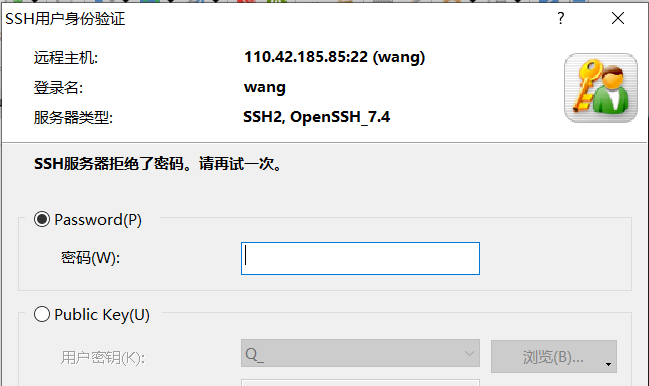 SSH用户身份验证
远程主机: 110.42.185.85:22 (wang)
登录名: wang
服务器类型: SSH2, OpenSSH_7.4
SSH服务器拒绝了密码。请再试一次。
Password(P)
密码(W):
Public Key(U)
用户密钥(K): Q_ 浏览(B)...